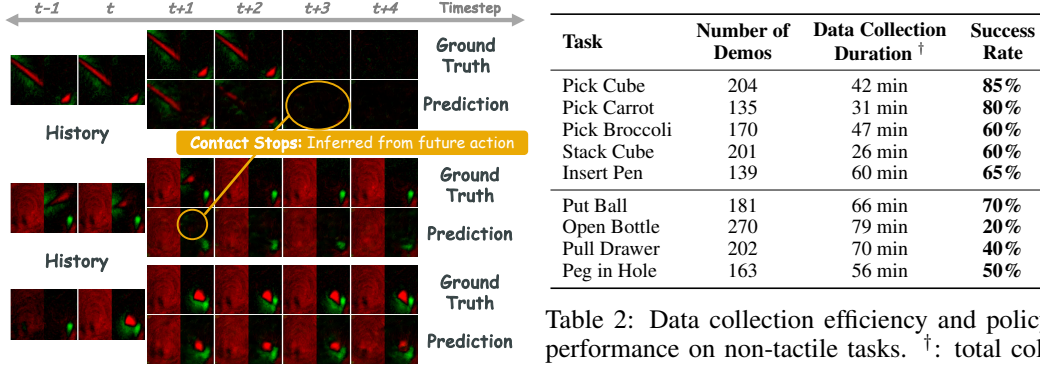 t-1 t t+1 t+2 t+3 t+4 Timestep
Ground
Truth
Prediction
History
Contact Stops: Inferred from future action
Ground
Truth
Prediction
History
Ground
Truth
Prediction
Task Number of Demos Data Collection Duration † Success Rate
Pick Cube 204 42 min 85%
Pick Carrot 135 31 min 80%
Pick Broccoli 170 47 min 60%
Stack Cube 201 26 min 60%
Insert Pen 139 60 min 65%
Put Ball 181 66 min 70%
Open Bottle 270 79 min 20%
Pull Drawer 202 70 min 40%
Peg in Hole 163 56 min 50%
Table 2: Data collection efficiency and policy
performance on non-tactile tasks. †: total col